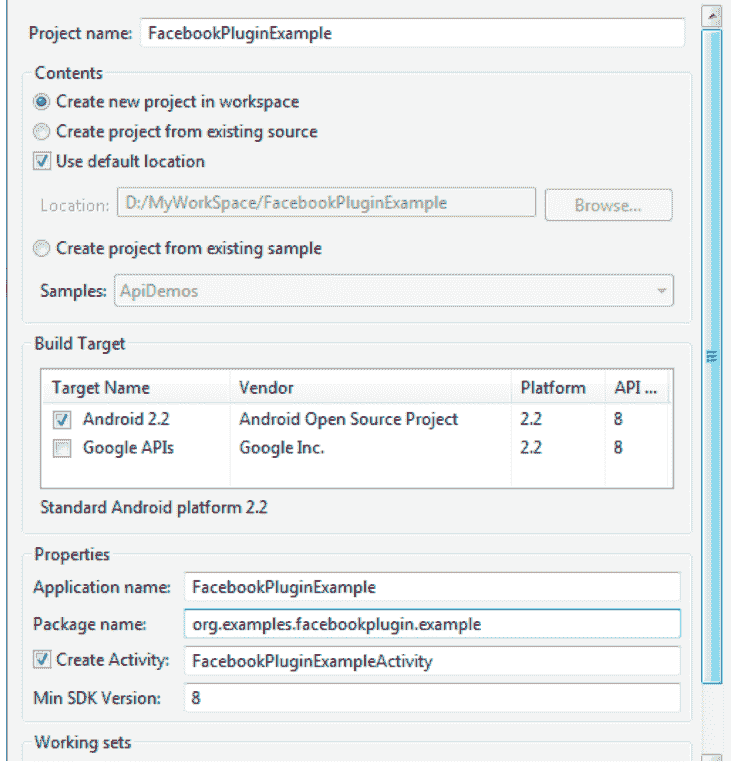 Project name: FacebookPluginExample
Contents
Create new project in workspace
Create project from existing source
Use default location
Location: D:/MyWorkSpace/FacebookPluginExample Browse...
Create project from existing sample
Samples: ApiDemos
Build Target
Target Name Vendor Platform API ...
Android 2.2 Android Open Source Project 2.2 8
Google APIs Google Inc. 2.2 8
Standard Android platform 2.2
Properties
Application name: FacebookPluginExample
Package name: org.examples.facebookplugin.example
Create Activity: FacebookPluginExampleActivity
Min SDK Version: 8
Working sets